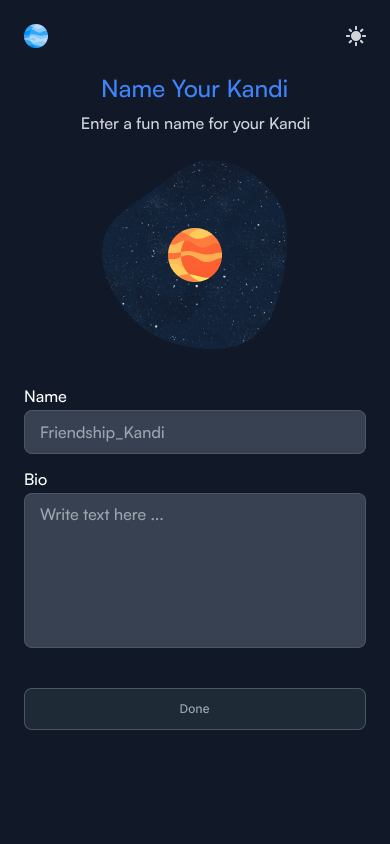 Name Your Kandi
Enter a fun name for your Kandi
Name
Friendship_Kandi
Bio
Write text here ...
Done